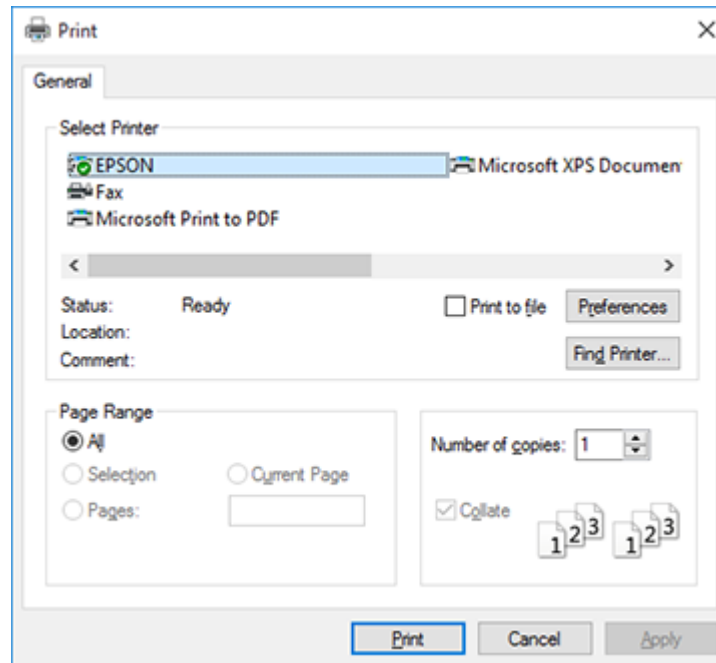 Print
General
Select Printer
EPSON
Microsoft XPS Documen
Fax
Microsoft Print to PDF
Status: Ready
Print to file
Preferences
Location:
Comment:
Find Printer...
Page Range
All
Selection
Current Page
Pages:
Number of copies: 1
Collate
1 2 3 1 2 3
Print
Cancel
Apply